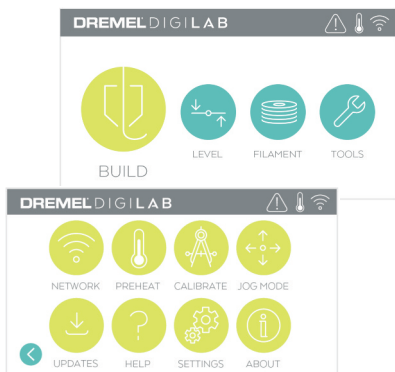 DREMEL DIGILAB
BUILD
LEVEL
FILAMENT
TOOLS
DREMEL DIGILAB
NETWORK
PREHEAT
CALIBRATE
JOG MODE
UPDATES
HELP
SETTINGS
ABOUT